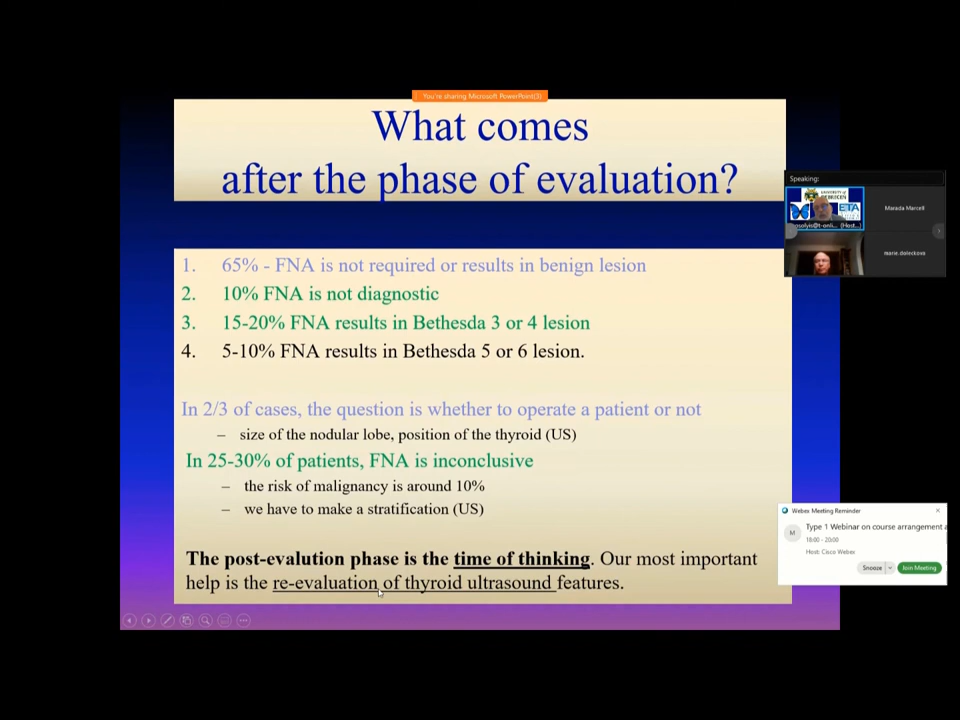 You're sharing Microsoft PowerPoint(3)
What comes
after the phase of evaluation?
1. 65% - FNA is not required or results in benign lesion
2. 10% FNA is not diagnostic
3. 15-20% FNA results in Bethesda 3 or 4 lesion
4. 5-10% FNA results in Bethesda 5 or 6 lesion.
In 2/3 of cases, the question is whether to operate a patient or not
– size of the nodular lobe, position of the thyroid (US)
In 25-30% of patients, FNA is inconclusive
– the risk of malignancy is around 10%
– we have to make a stratification (US)
The post-evalution phase is the time of thinking. Our most important
help is the re-evaluation of thyroid ultrasound features.
Speaking:
UNIVERSITY of
DEBRECEN
ETA
(Host...)
Marada Marcell
marie.doleckova
Webex Meeting Reminder
M
Type 1 Webinar on course arrangement a
18:00 - 20:00
Host: Cisco Webex
Snooze
Join Meeting